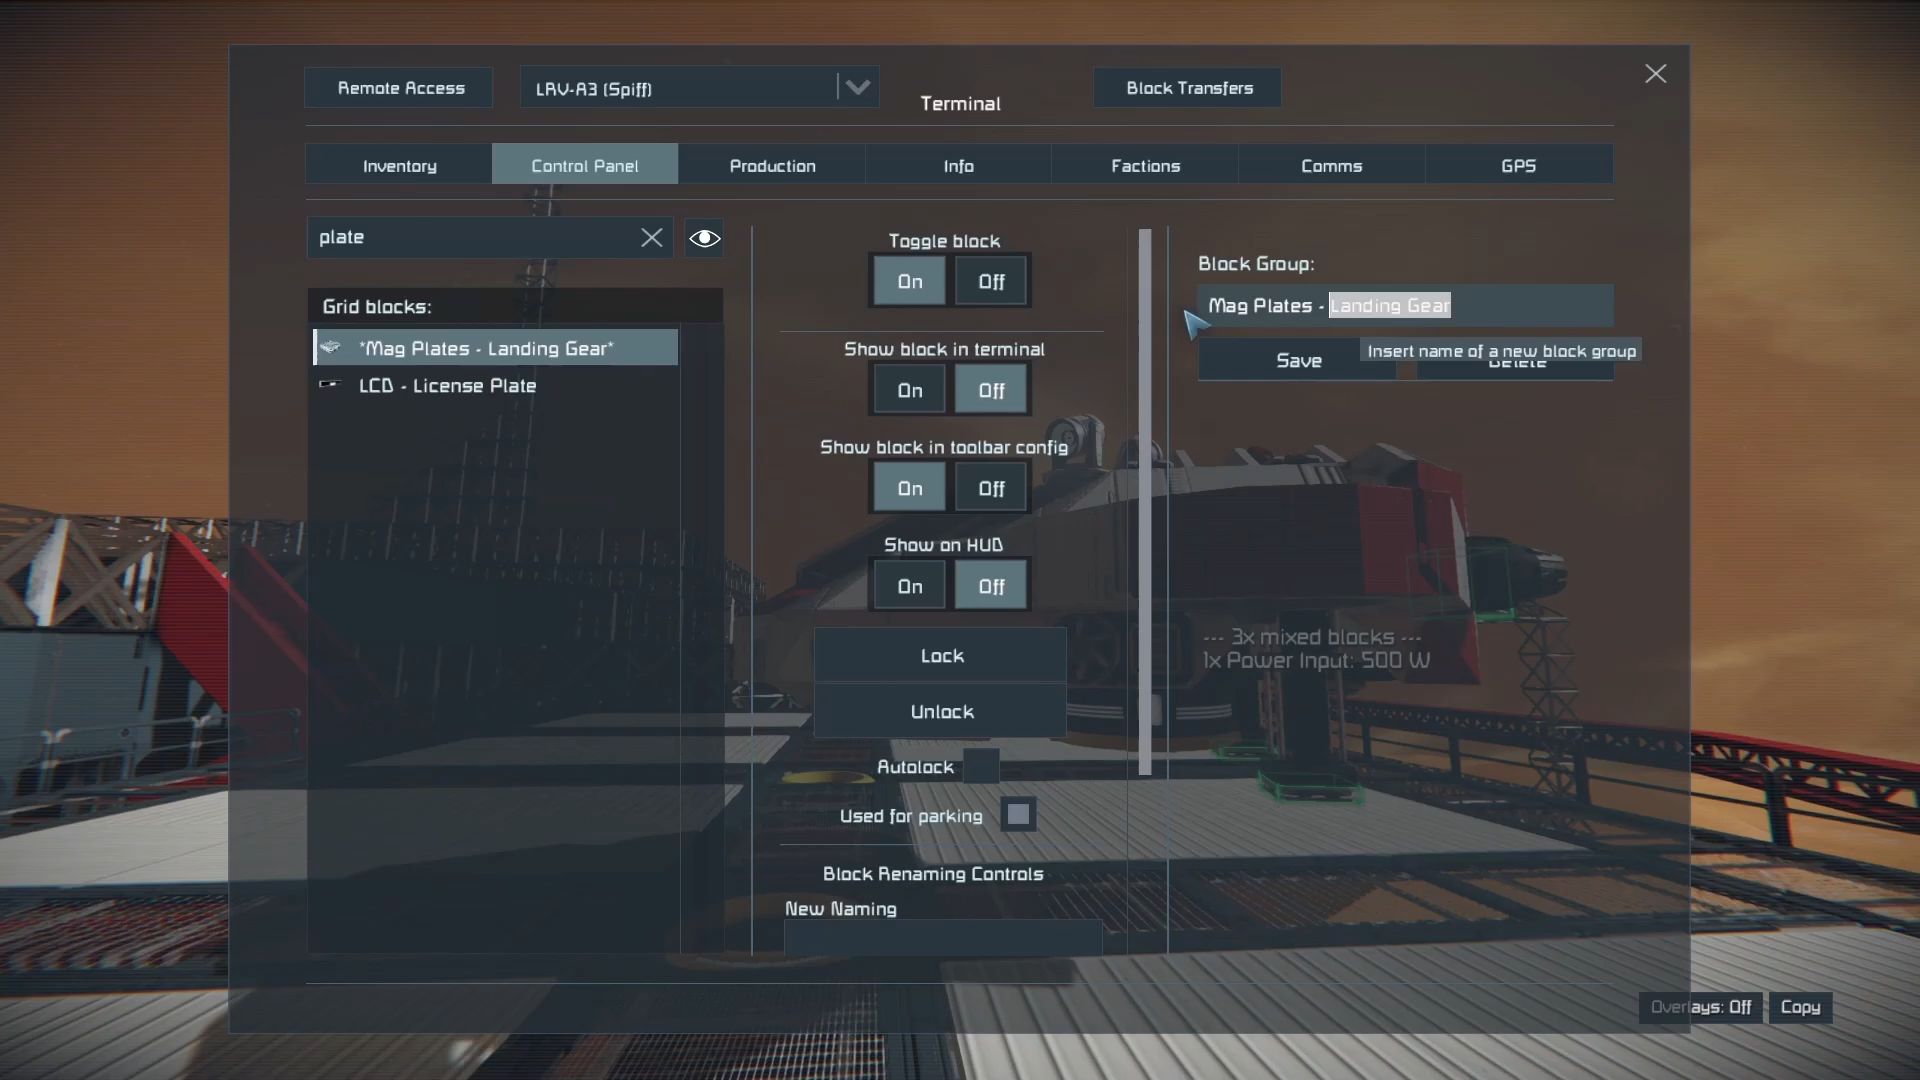 Remote Access
LRV-A3 (Spiff)
Terminal
Block Transfers
Inventory
Control Panel
Production
Info
Factions
Comms
GPS
plate
Grid blocks:
*Mag Plates - Landing Gear*
LCD - License Plate
Toggle block
On
Off
Show block in terminal
On
Off
Show block in toolbar config
On
Off
Show on HUD
On
Off
Lock
Unlock
Autolock
Used for parking
Block Renaming Controls
New Naming
Block Group:
Mag Plates - Landing Gear
Insert name of a new block group
Save
Delete
--- 3x mixed blocks ---
1x Power Input: 500 W
Overlays: Off
Copy